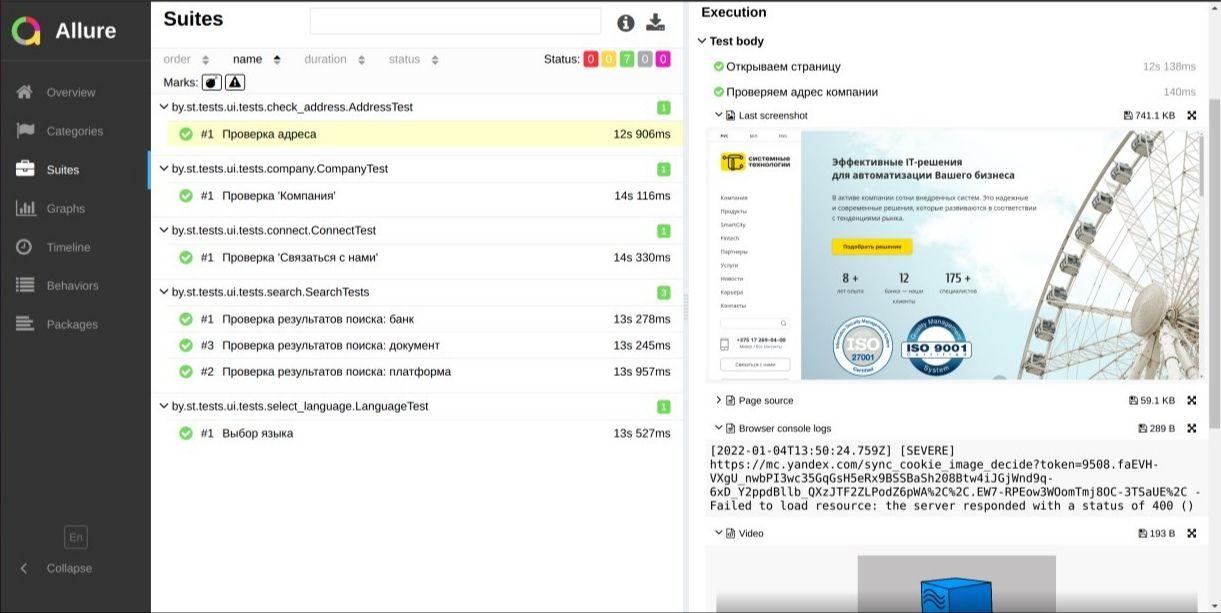 Allure
Overview
Categories
Suites
Graphs
Timeline
Behaviors
Packages
En
Collapse
Suites
order name duration status Status: 0 0 7 0 0
Marks:
by.st.tests.ui.tests.check_address.AddressTest 1
#1 Проверка адреса 12s 906ms
by.st.tests.ui.tests.company.CompanyTest 1
#1 Проверка 'Компания' 14s 116ms
by.st.tests.ui.tests.connect.ConnectTest 1
#1 Проверка 'Связаться с нами' 14s 330ms
by.st.tests.ui.tests.search.SearchTests 3
#1 Проверка результатов поиска: банк 13s 278ms
#3 Проверка результатов поиска: документ 13s 245ms
#2 Проверка результатов поиска: платформа 13s 957ms
by.st.tests.ui.tests.select_language.LanguageTest 1
#1 Выбор языка 13s 527ms
Execution
Test body
Открываем страницу 12s 138ms
Проверяем адрес компании 140ms
Last screenshot 741.1 KB
РУС БЕЛ ENG
СИСТЕМНЫЕ
ТЕХНОЛОГИИ
Компания
Продукты
SmartCity
Fintech
Партнеры
Услуги
Новости
Карьера
Контакты
+375 17 269-04-00
Минск / Все контакты
Связаться с нами
Эффективные IT-решения
для автоматизации Вашего бизнеса
В активе компании сотни внедренных систем. Это надежные
и современные решения, которые развиваются в соответствии
с тенденциями рынка.
Подобрать решение
8 + 12 175 +
лет опыта банка — наши специалистов
клиенты
ISO
27001
Certified
Quality Management
ISO 9001
Certified
System
Page source 59.1 KB
Browser console logs 289 B
[2022-01-04T13:50:24.759Z] [SEVERE]
https://mc.yandex.com/sync_cookie_image_decide?token=9508.faEVH-
VXgU_nwbPI3wc35GqGsH5eRx9BSSBaSh208Btw4iJGjWnd9q-
6xD_Y2ppdBllb_QXzJTF2ZLPodZ6pWA%2C%2C.EW7-RPEow3WOomTmj8OC-3TSaUE%2C -
Failed to load resource: the server responded with a status of 400 ()
Video 193 B